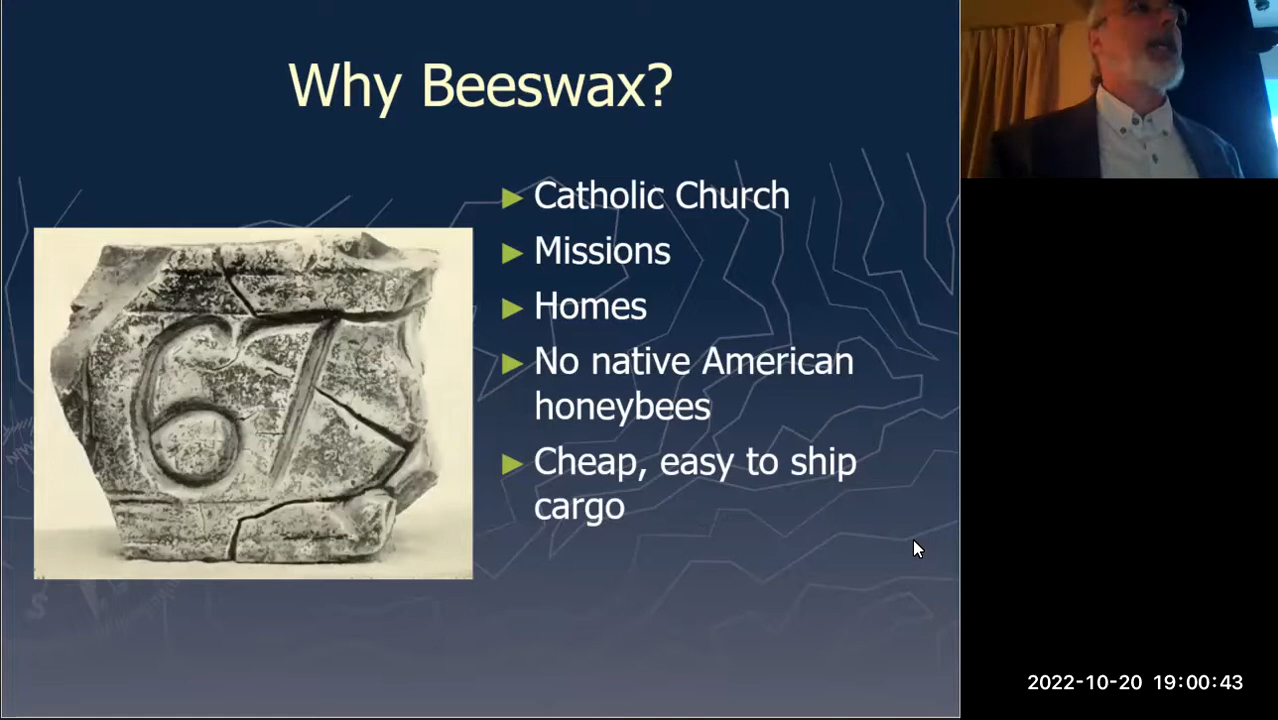 Why Beeswax?
Catholic Church
Missions
Homes
No native American
honeybees
Cheap, easy to ship
cargo
67
2022-10-20 19:00:43